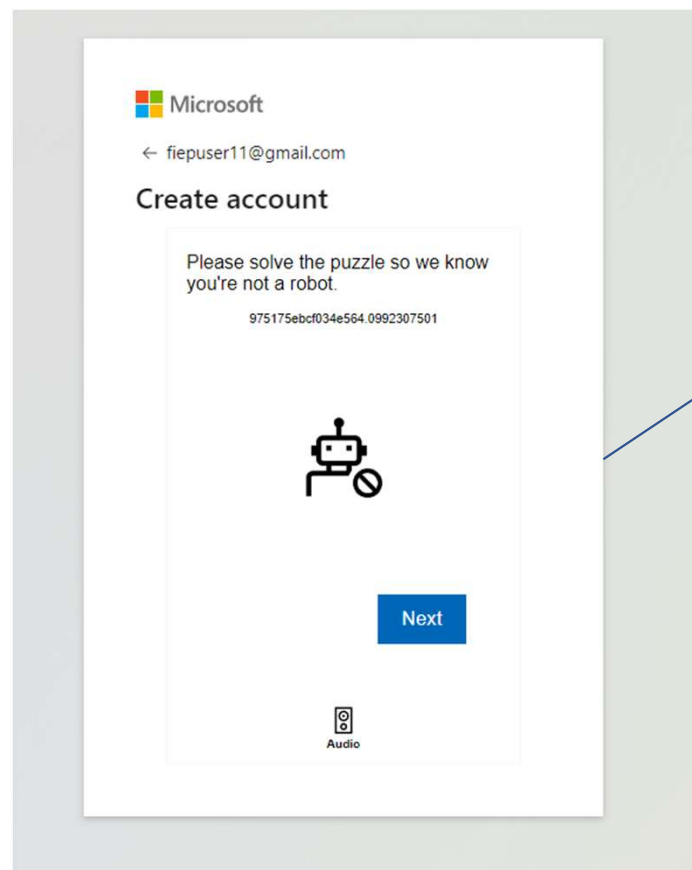 Microsoft
← fiepuser11@gmail.com
Create account
Please solve the puzzle so we know
you're not a robot.
975175ebcf034e564.0992307501
Next
Audio